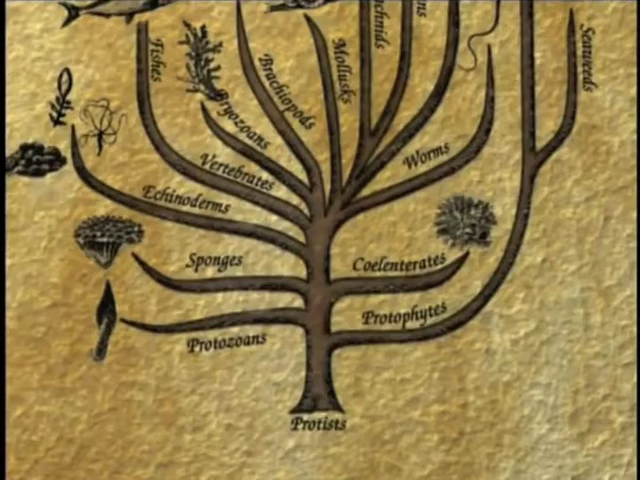 Fishes
Bryozoans
Brachiopods
Mollusks
Seaweeds
Vertebrates
Worms
Echinoderms
Sponges
Coelenterates
Protophytes
Protozoans
Protists